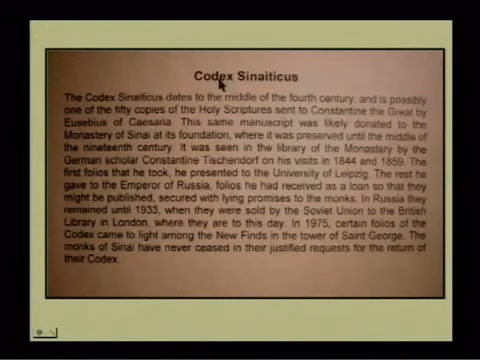 Codex Sinaiticus
The Codex Sinaiticus dates to the middle of the fourth century, and is possibly
one of the fifty copies of the Holy Scriptures sent to Constantine the Great by
Eusebius of Caesaria. This same manuscript was likely donated to the
Monastery of Sinai at its foundation, where it was preserved until the middle of
the nineteenth century. It was seen in the library of the Monastery by the
German scholar Constantine Tischendorf on his visits in 1844 and 1859. The
first folios that he took, he presented to the University of Leipzig. The rest he
gave to the Emperor of Russia, folios he had received as a loan so that they
might be published, secured with lying promises to the monks. In Russia they
remained until 1933, when they were sold by the Soviet Union to the British
Library in London, where they are to this day. In 1975, certain folios of the
Codex came to light among the New Finds in the tower of Saint George. The
monks of Sinai have never ceased in their justified requests for the return of
their Codex.